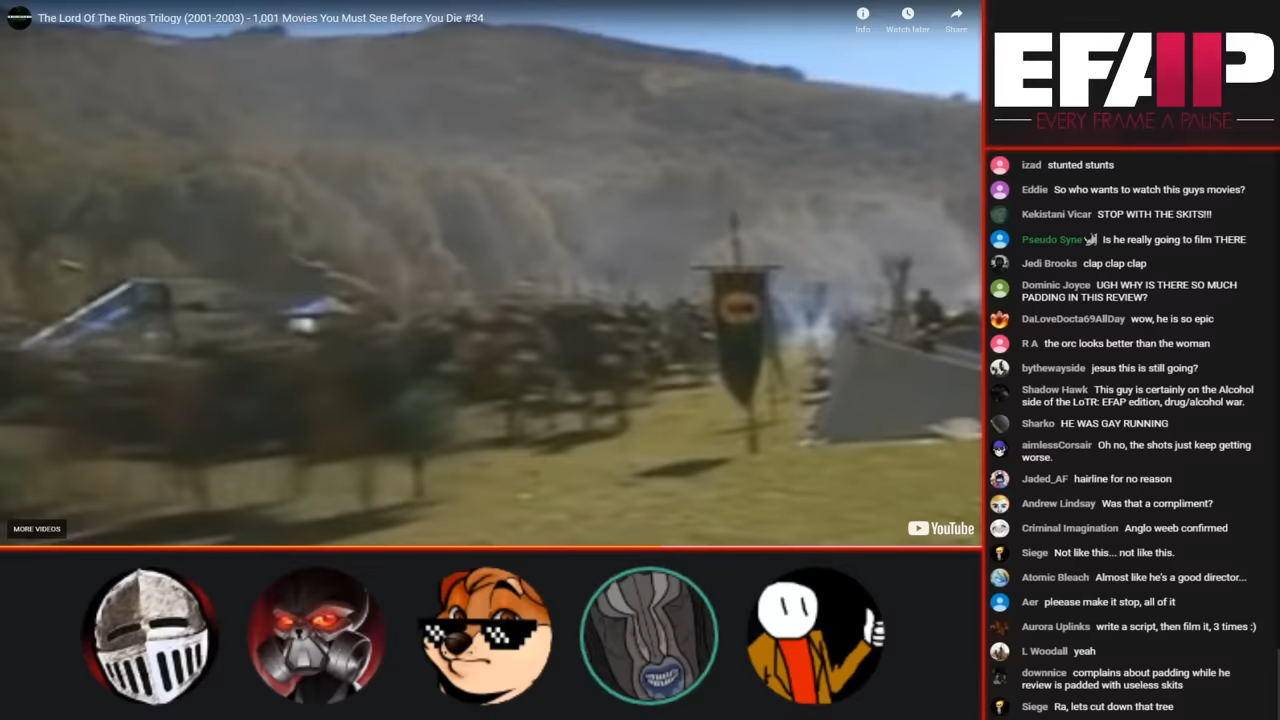 The Lord Of The Rings Trilogy (2001-2003) - 1,001 Movies You Must See Before You Die #34
Info
Watch later
Share
MORE VIDEOS
YouTube
EFAP
EVERY FRAME A PAUSE
izad stunted stunts
Eddie So who wants to watch this guys movies?
Kekistani Vicar STOP WITH THE SKITS!!!
Pseudo Syne Is he really going to film THERE
Jedi Brooks clap clap clap
Dominic Joyce UGH WHY IS THERE SO MUCH
PADDING IN THIS REVIEW?
DaLoveDocta69AllDay wow, he is so epic
R A the orc looks better than the woman
bythewayside jesus this is still going?
Shadow Hawk This guy is certainly on the Alcohol
side of the LoTR: EFAP edition, drug/alcohol war.
Sharko HE WAS GAY RUNNING
aimlessCorsair Oh no, the shots just keep getting
worse.
Jaded_AF hairline for no reason
Andrew Lindsay Was that a compliment?
Criminal Imagination Anglo weeb confirmed
Siege Not like this... not like this.
Atomic Bleach Almost like he's a good director...
Aer pleease make it stop, all of it
Aurora Uplinks write a script, then film it, 3 times :)
L Woodall yeah
downnice complains about padding while he
review is padded with useless skits
Siege Ra, lets cut down that tree